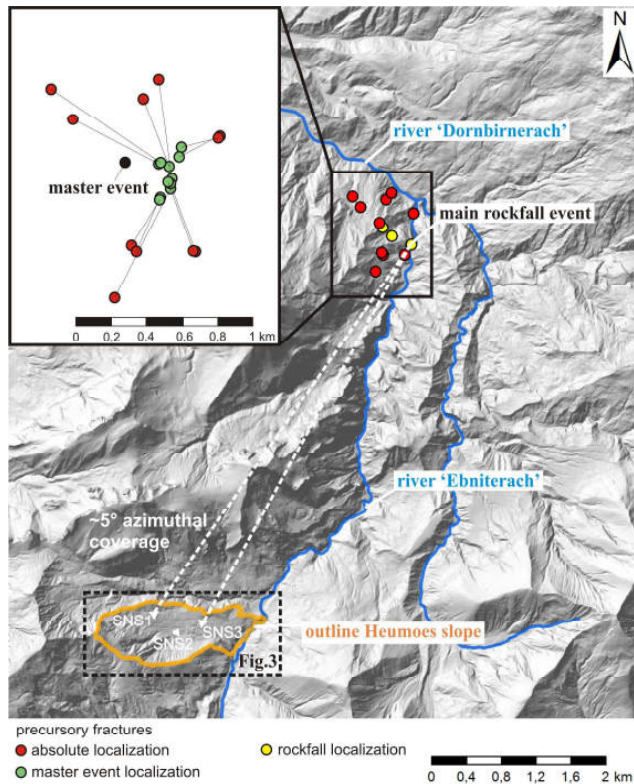 N
river 'Dornbirnerach'
master event
main rockfall event
0 0.2 0.4 0.6 0.8 1 km
river 'Ebniterach'
~5° azimuthal
coverage
SNS1
SNS2
SNS3
outline Heumoes slope
Fig.3
precursory fractures
absolute localization
rockfall localization
master event localization
0 0,4 0,8 1,2 1,6 2 km